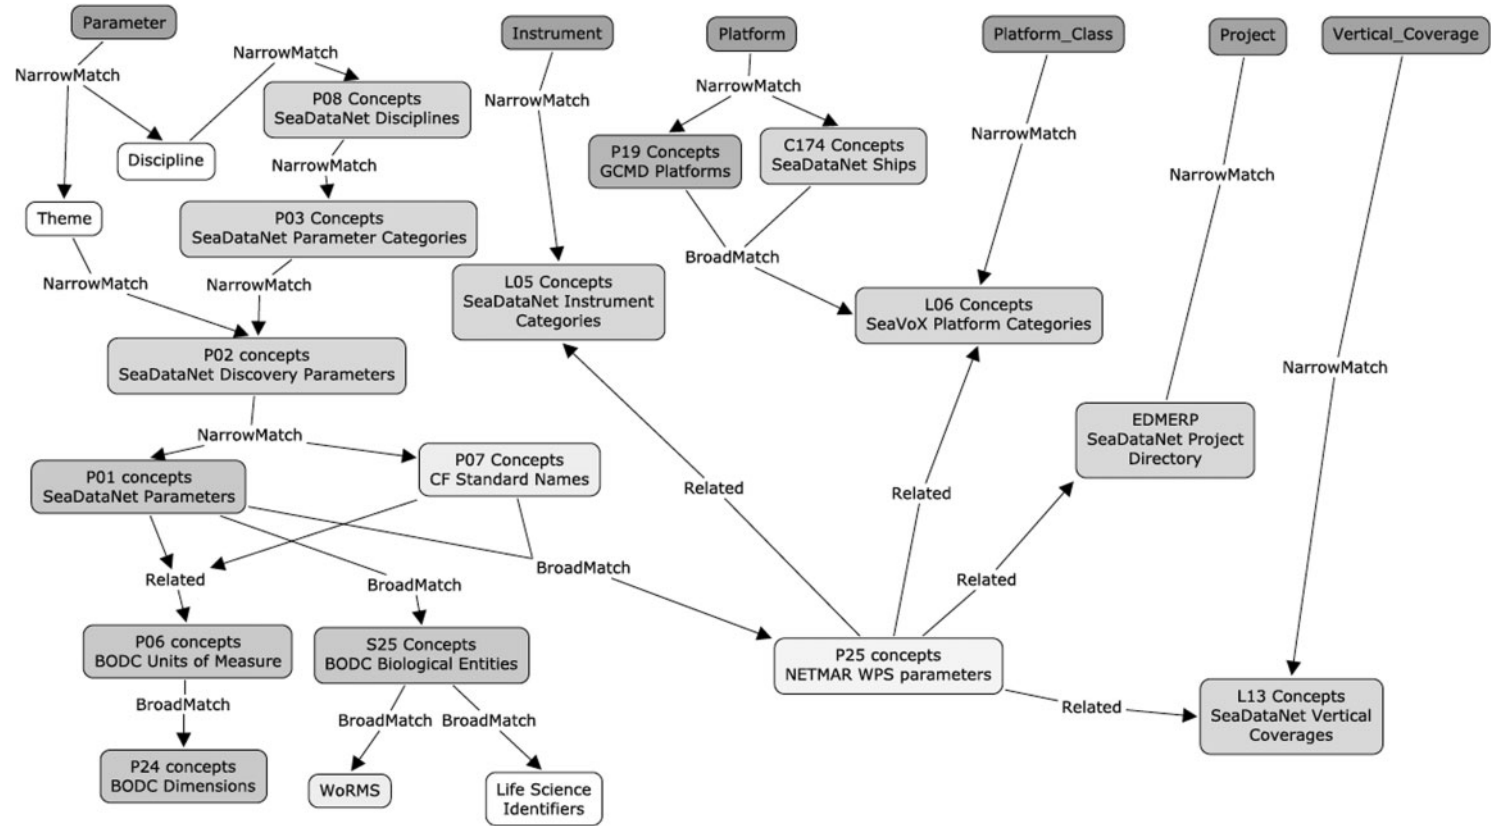 Parameter
Instrument
Platform
Platform_Class
Project
Vertical_Coverage
NarrowMatch
NarrowMatch
P08 Concepts
SeaDataNet Disciplines
Discipline
Theme
NarrowMatch
P03 Concepts
SeaDataNet Parameter Categories
NarrowMatch
NarrowMatch
P02 concepts
SeaDataNet Discovery Parameters
NarrowMatch
P01 concepts
SeaDataNet Parameters
P07 Concepts
CF Standard Names
Related
BroadMatch
BroadMatch
P06 concepts
BODC Units of Measure
S25 Concepts
BODC Biological Entities
BroadMatch
BroadMatch
BroadMatch
P24 concepts
BODC Dimensions
WoRMS
Life Science
Identifiers
NarrowMatch
L05 Concepts
SeaDataNet Instrument
Categories
NarrowMatch
P19 Concepts
GCMD Platforms
C174 Concepts
SeaDataNet Ships
BroadMatch
NarrowMatch
L06 Concepts
SeaVoX Platform Categories
NarrowMatch
EDMERP
SeaDataNet Project
Directory
NarrowMatch
Related
Related
Related
P25 concepts
NETMAR WPS parameters
Related
L13 Concepts
SeaDataNet Vertical
Coverages